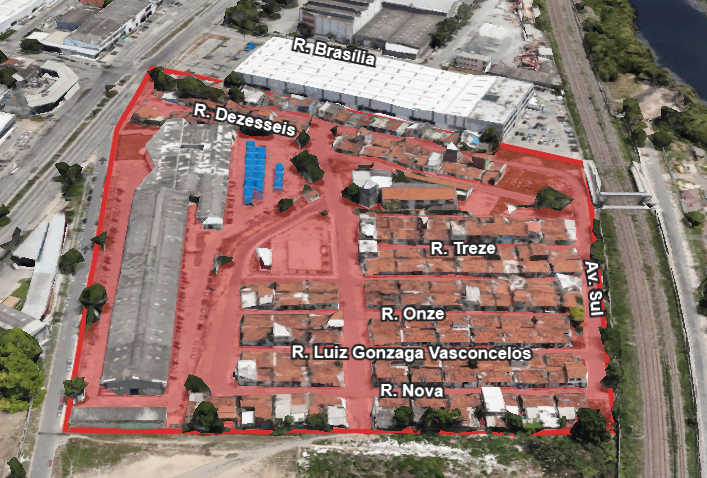 R. Brasília
R. Dezesseis
R. Treze
Av. Sul
R. Onze
R. Luiz Gonzaga Vasconcelos
R. Nova